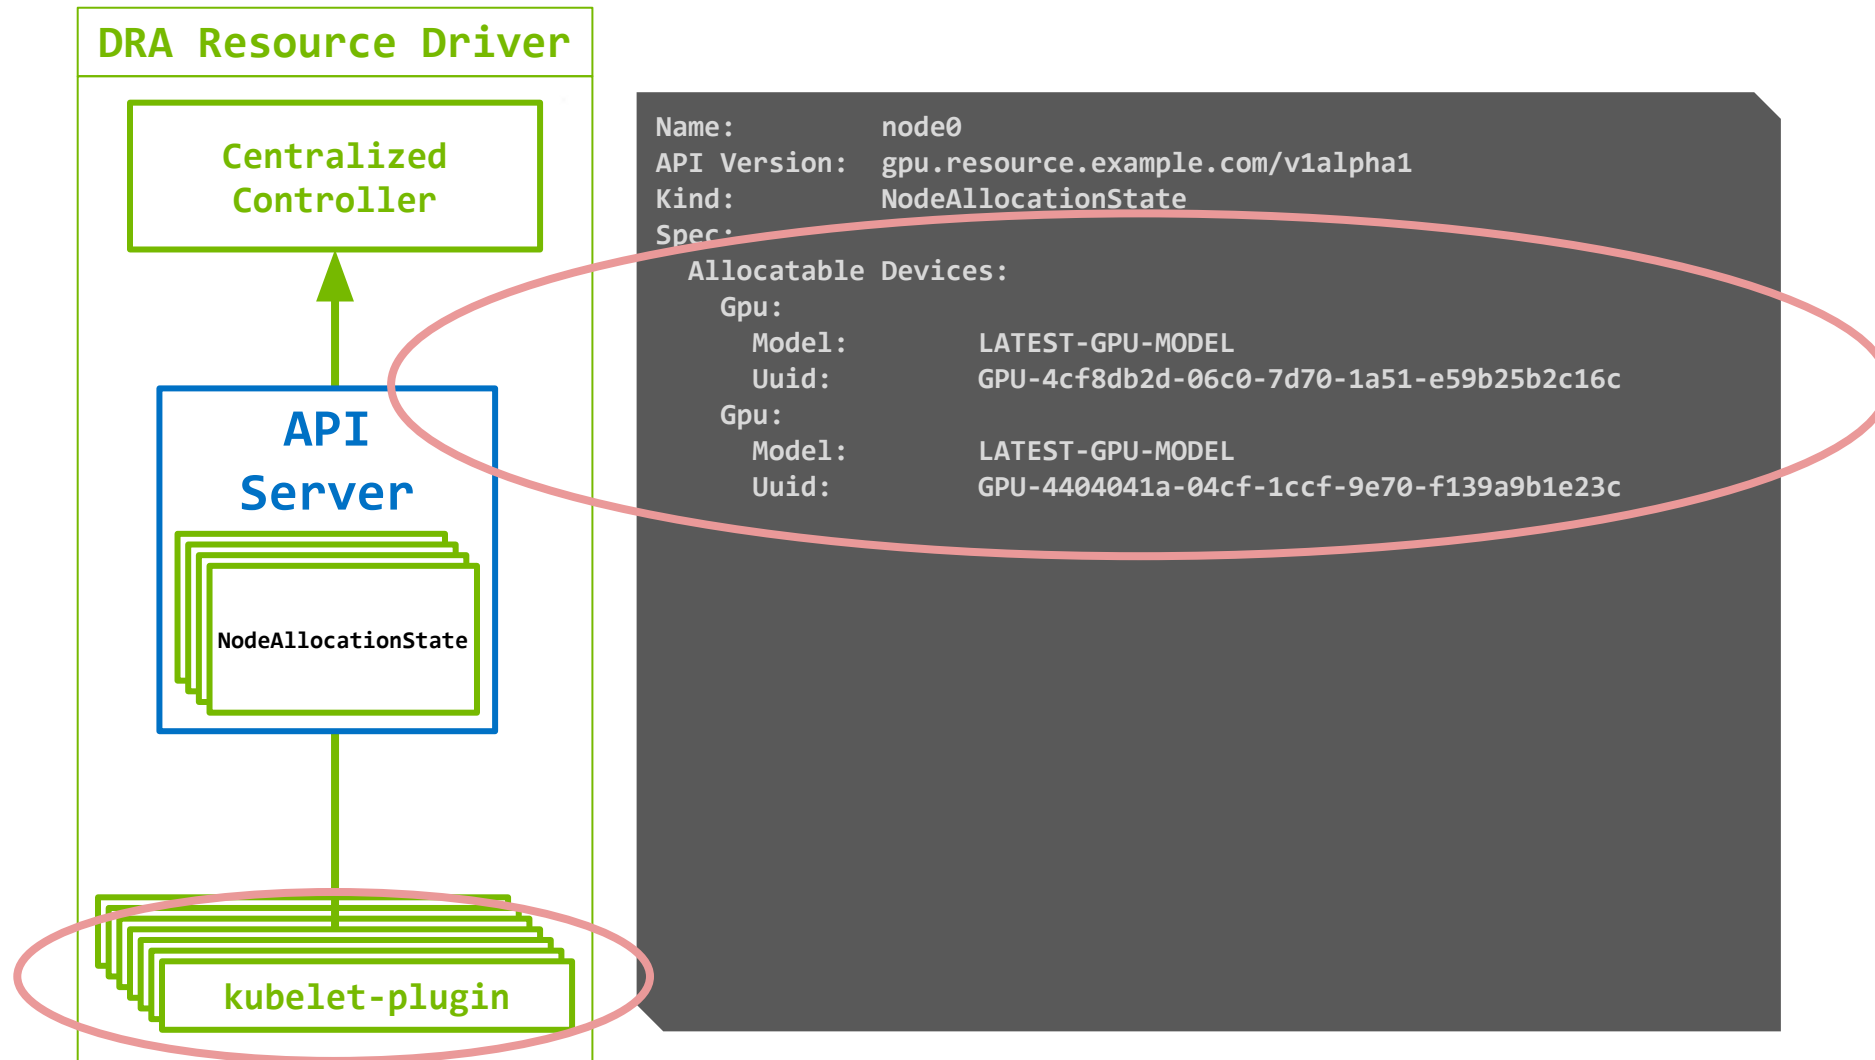 DRA Resource Driver
Centralized
Controller
API
Server
NodeAllocationState
kubelet-plugin
Name:         node0
API Version:  gpu.resource.example.com/v1alpha1
Kind:         NodeAllocationState
Spec:
  Allocatable Devices:
    Gpu:
      Model:        LATEST-GPU-MODEL
      Uuid:         GPU-4cf8db2d-06c0-7d70-1a51-e59b25b2c16c
    Gpu:
      Model:        LATEST-GPU-MODEL
      Uuid:         GPU-4404041a-04cf-1ccf-9e70-f139a9b1e23c